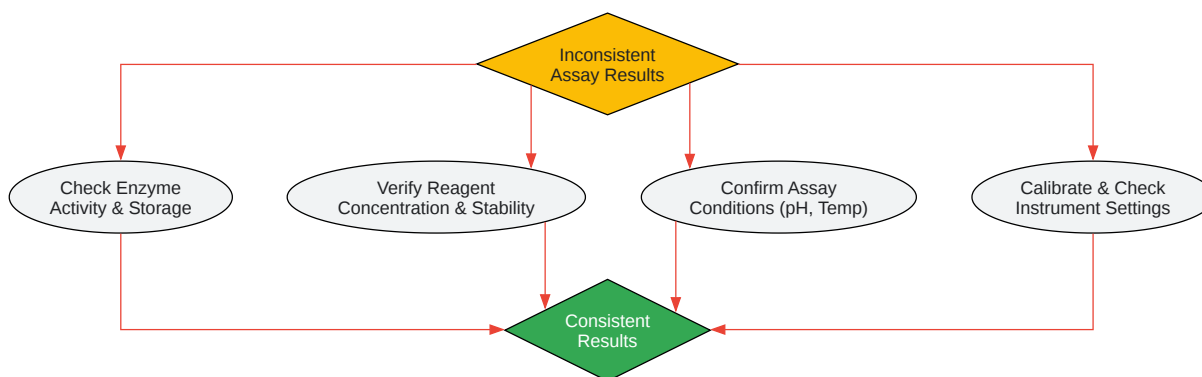 Inconsistent
Assay Results
Check Enzyme
Activity & Storage
Verify Reagent
Concentration & Stability
Confirm Assay
Conditions (pH, Temp)
Calibrate & Check
Instrument Settings
Consistent
Results